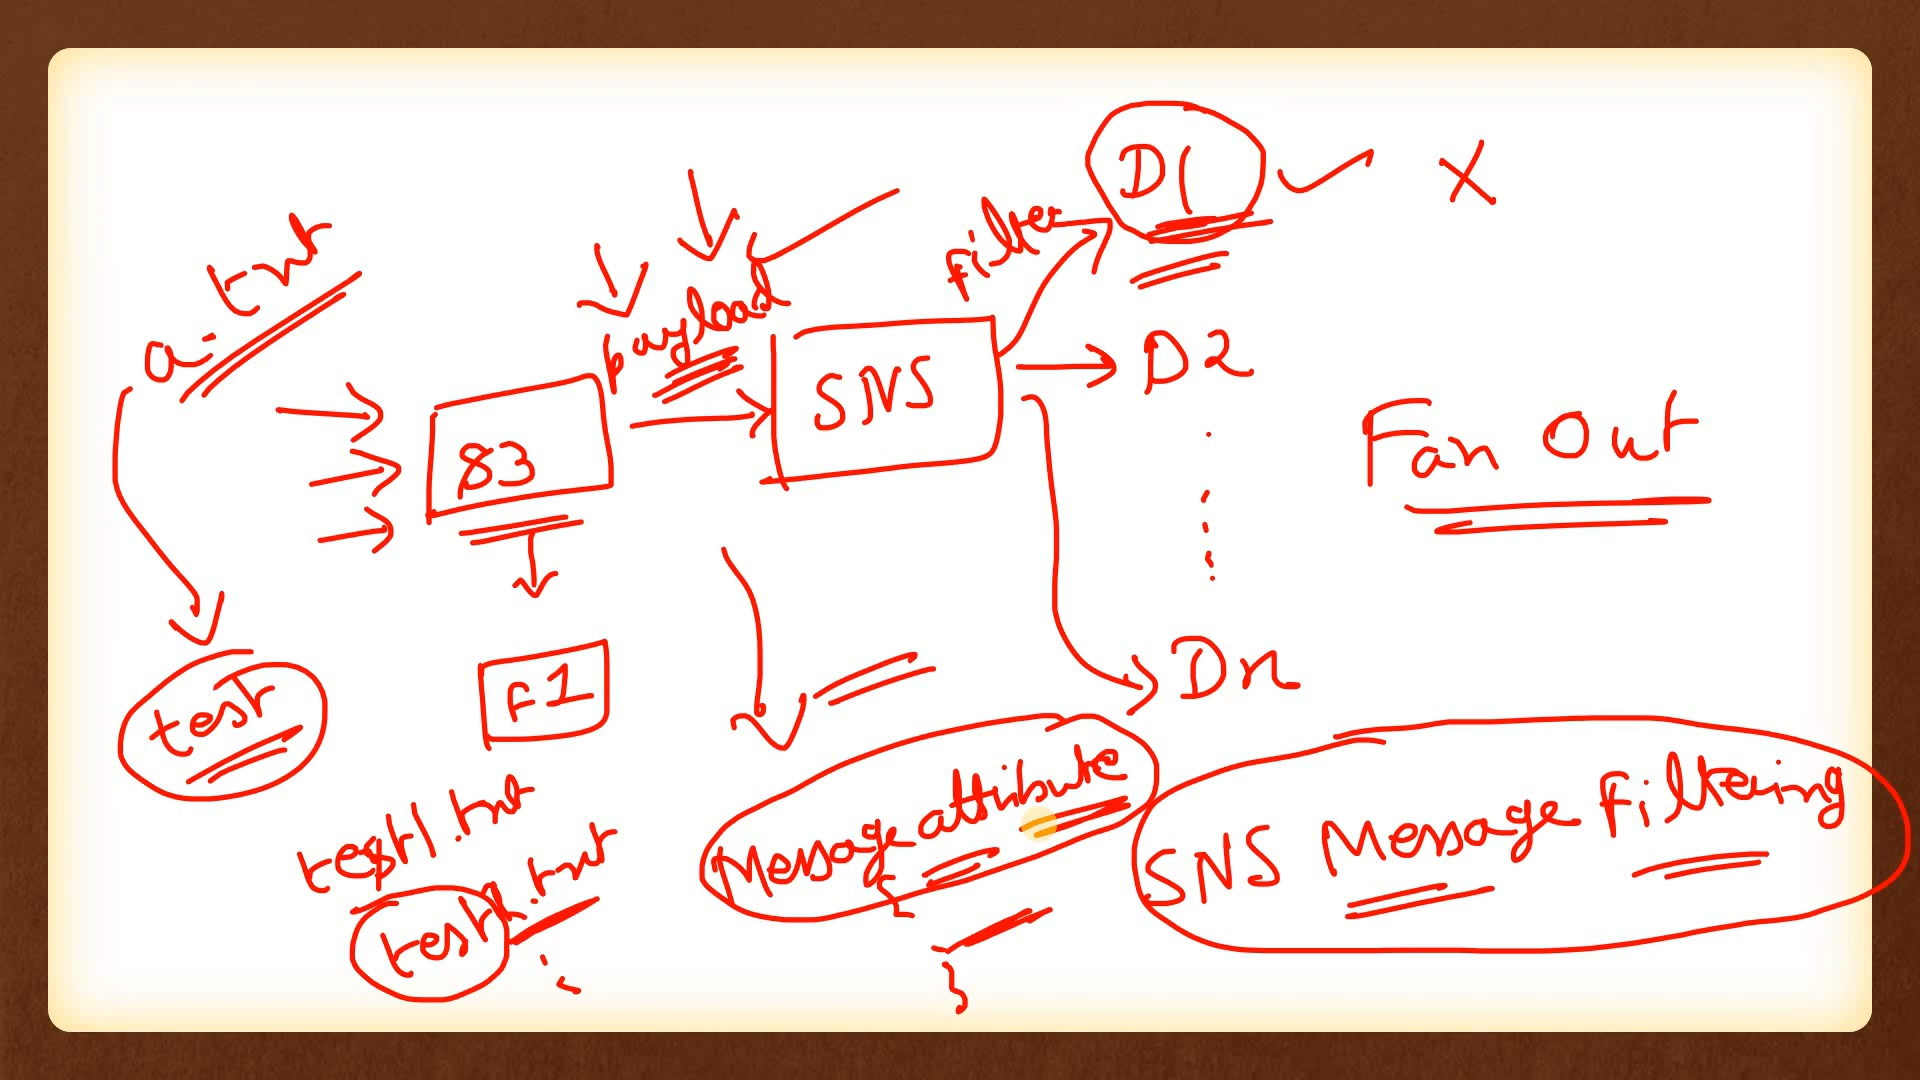 a.txt
payload
filter
D1
X
S3
SNS
D2
Fan Out
test
F1
Dn
test1.txt
test1.txt
Message attribute
{
}
SNS Message filtering